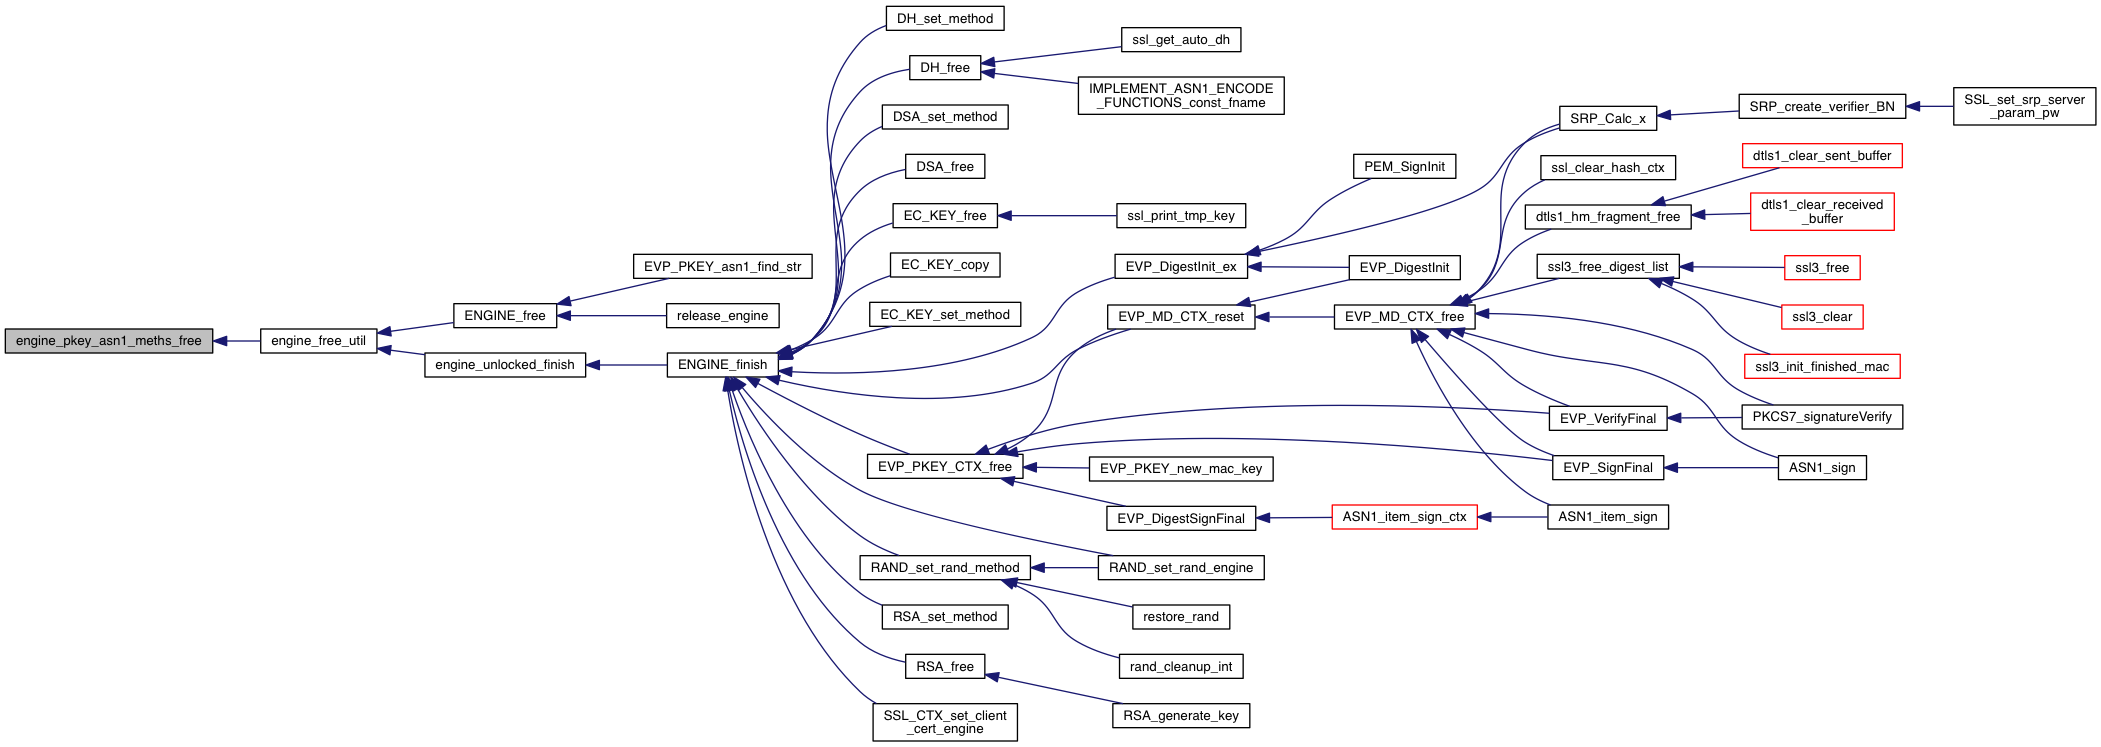 engine_pkey_asn1_meths_free
engine_free_util
ENGINE_free
engine_unlocked_finish
EVP_PKEY_asn1_find_str
release_engine
ENGINE_finish
DH_set_method
DH_free
DSA_set_method
DSA_free
EC_KEY_free
EC_KEY_copy
EC_KEY_set_method
EVP_PKEY_CTX_free
RAND_set_rand_method
RSA_set_method
RSA_free
SSL_CTX_set_client
_cert_engine
ssl_get_auto_dh
IMPLEMENT_ASN1_ENCODE
_FUNCTIONS_const_fname
ssl_print_tmp_key
EVP_DigestInit_ex
EVP_MD_CTX_reset
EVP_PKEY_new_mac_key
EVP_DigestSignFinal
RAND_set_rand_engine
restore_rand
rand_cleanup_int
RSA_generate_key
PEM_SignInit
EVP_DigestInit
EVP_MD_CTX_free
ASN1_item_sign_ctx
SRP_Calc_x
ssl_clear_hash_ctx
dtls1_hm_fragment_free
ssl3_free_digest_list
EVP_VerifyFinal
EVP_SignFinal
ASN1_item_sign
SRP_create_verifier_BN
dtls1_clear_sent_buffer
dtls1_clear_received
_buffer
ssl3_free
ssl3_clear
ssl3_init_finished_mac
PKCS7_signatureVerify
ASN1_sign
SSL_set_srp_server
_param_pw